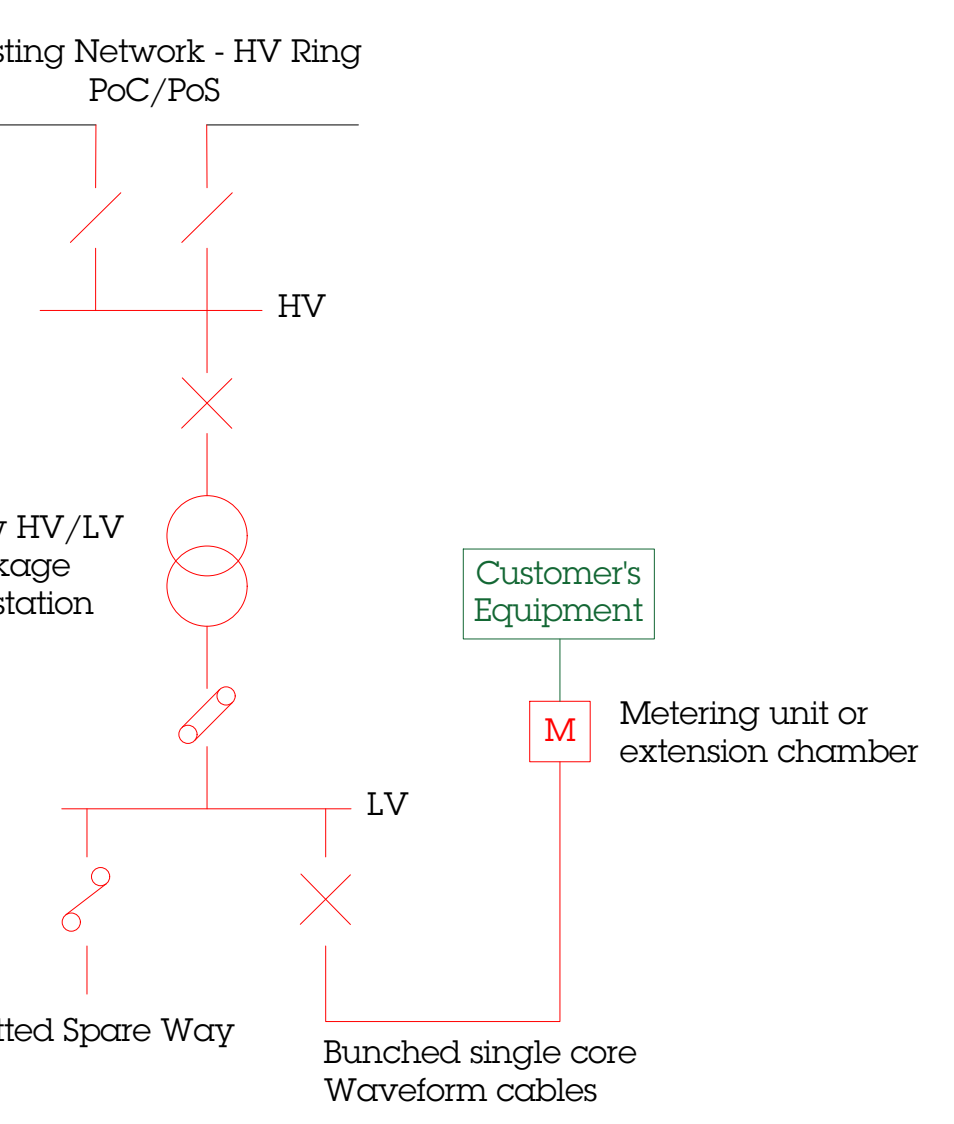 sting Network - HV Ring
PoC/PoS
HV
HV/LV
kage
station
Customer's
Equipment
M
Metering unit or
extension chamber
LV
tted Spare Way
Bunched single core
Waveform cables